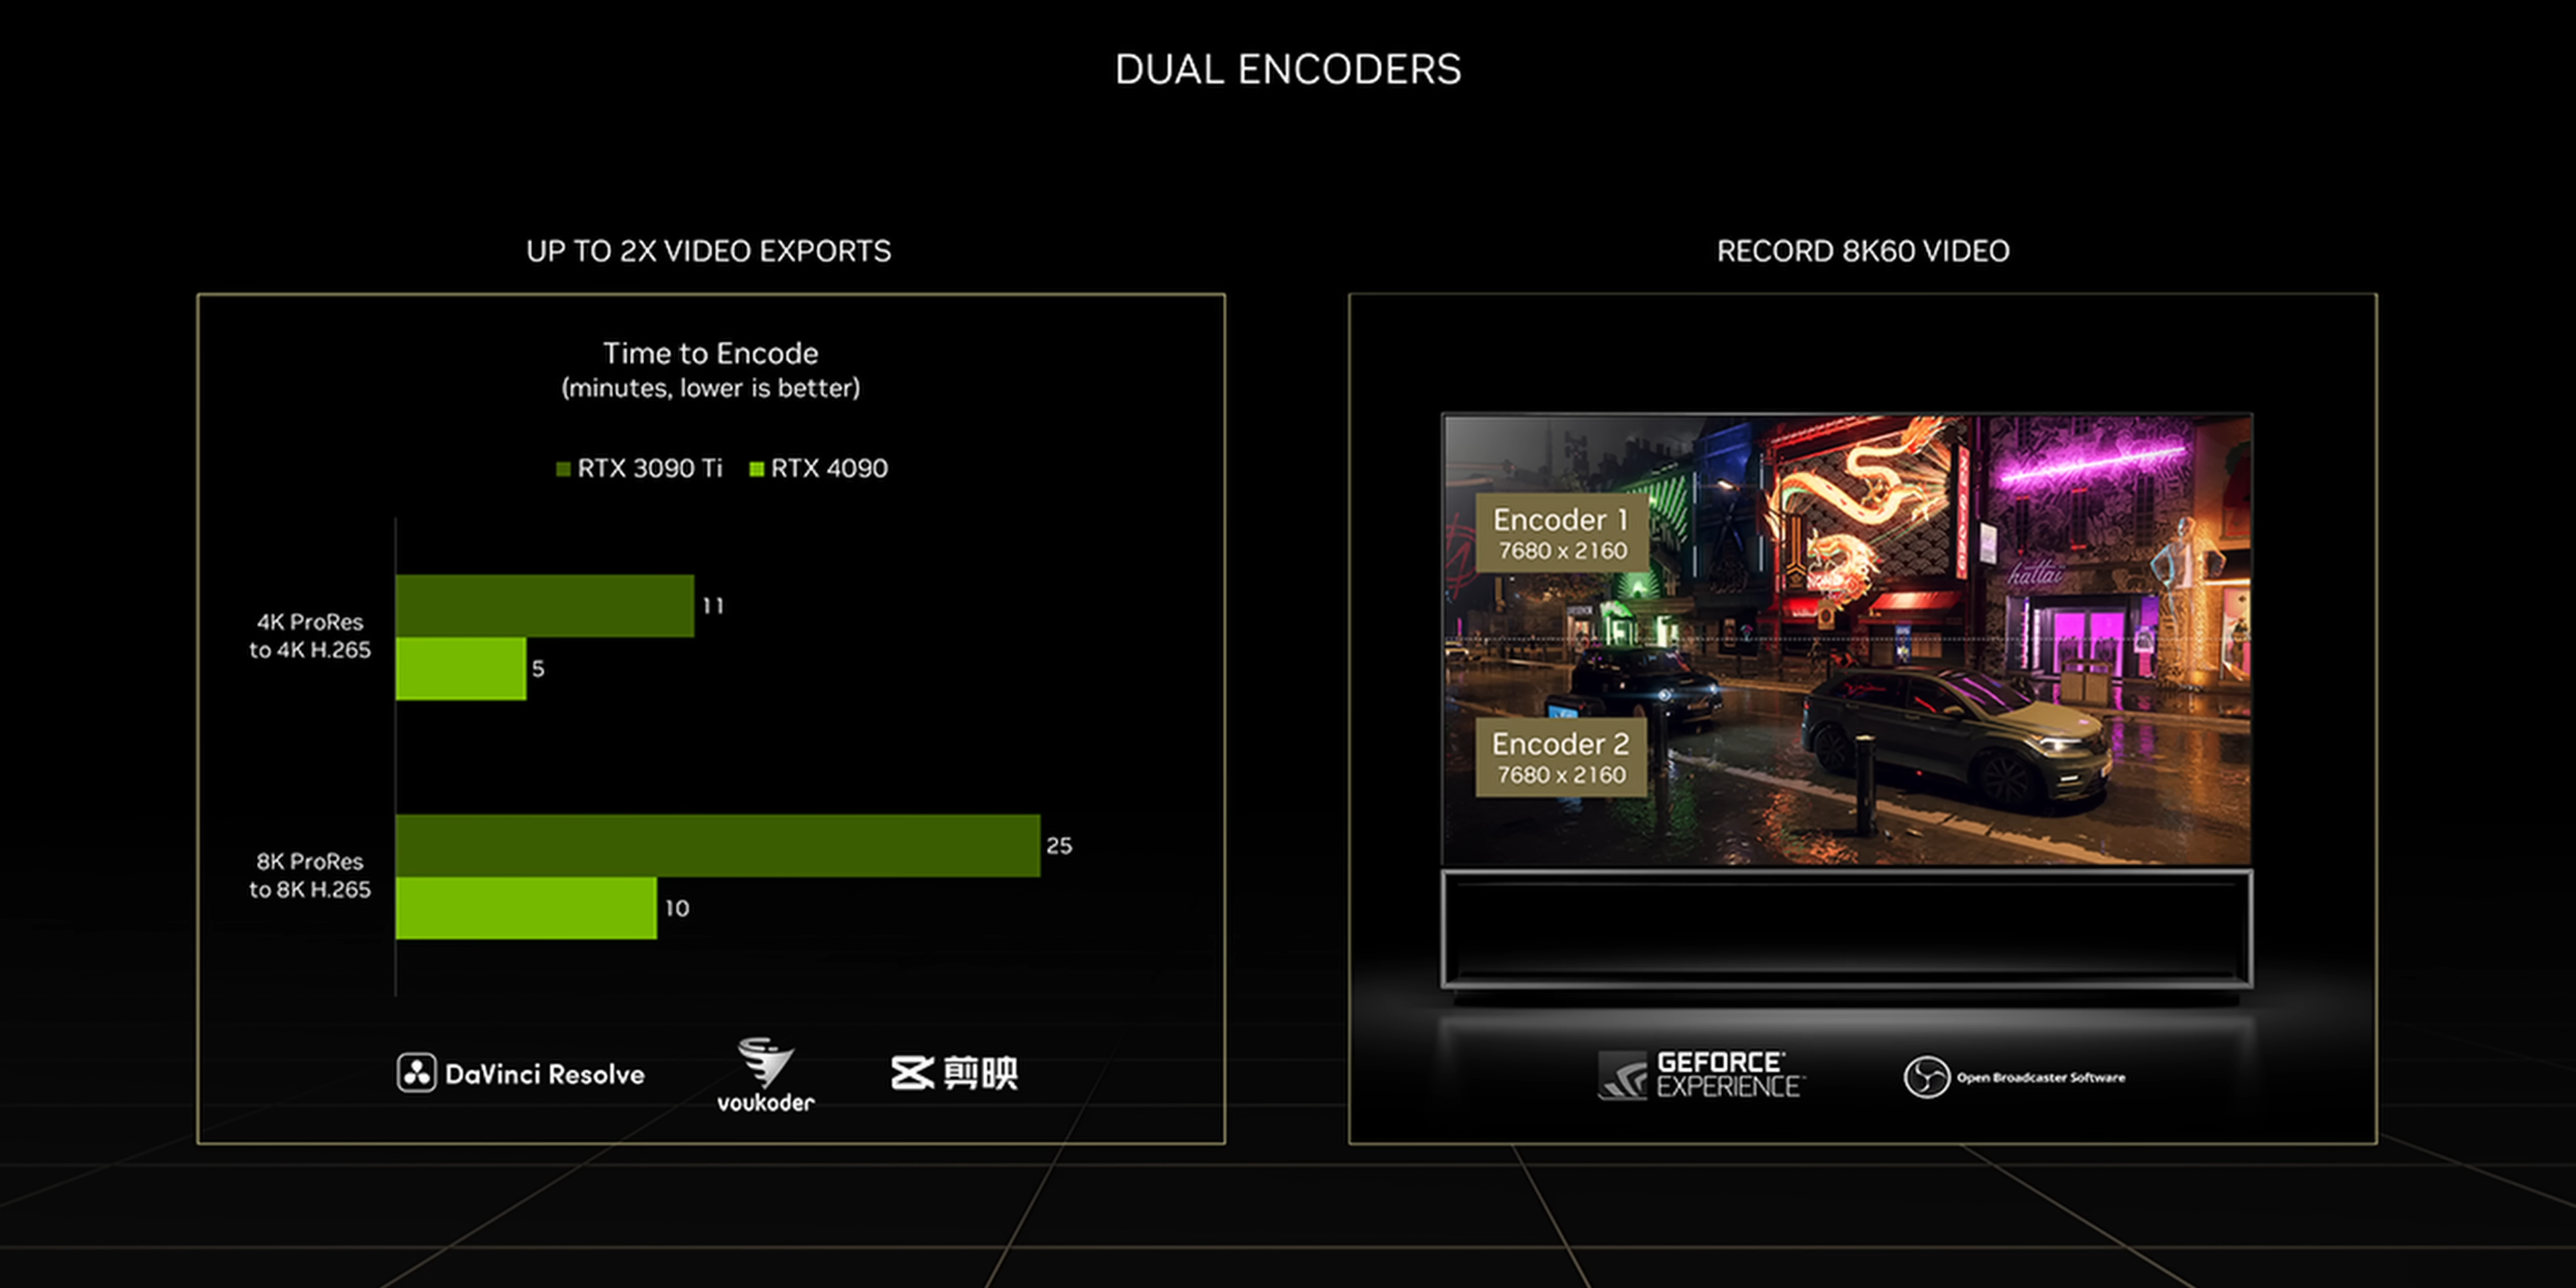 DUAL ENCODERS
UP TO 2X VIDEO EXPORTS
Time to Encode
(minutes, lower is better)
RTX 3090 Ti
RTX 4090
4K ProRes
to 4K H.265
11
5
8K ProRes
to 8K H.265
25
10
DaVinci Resolve
voukoder
剪映
RECORD 8K60 VIDEO
Encoder 1
7680 x 2160
hattai
Encoder 2
7680 x 2160
GEFORCE
EXPERIENCE
Open Broadcaster Software